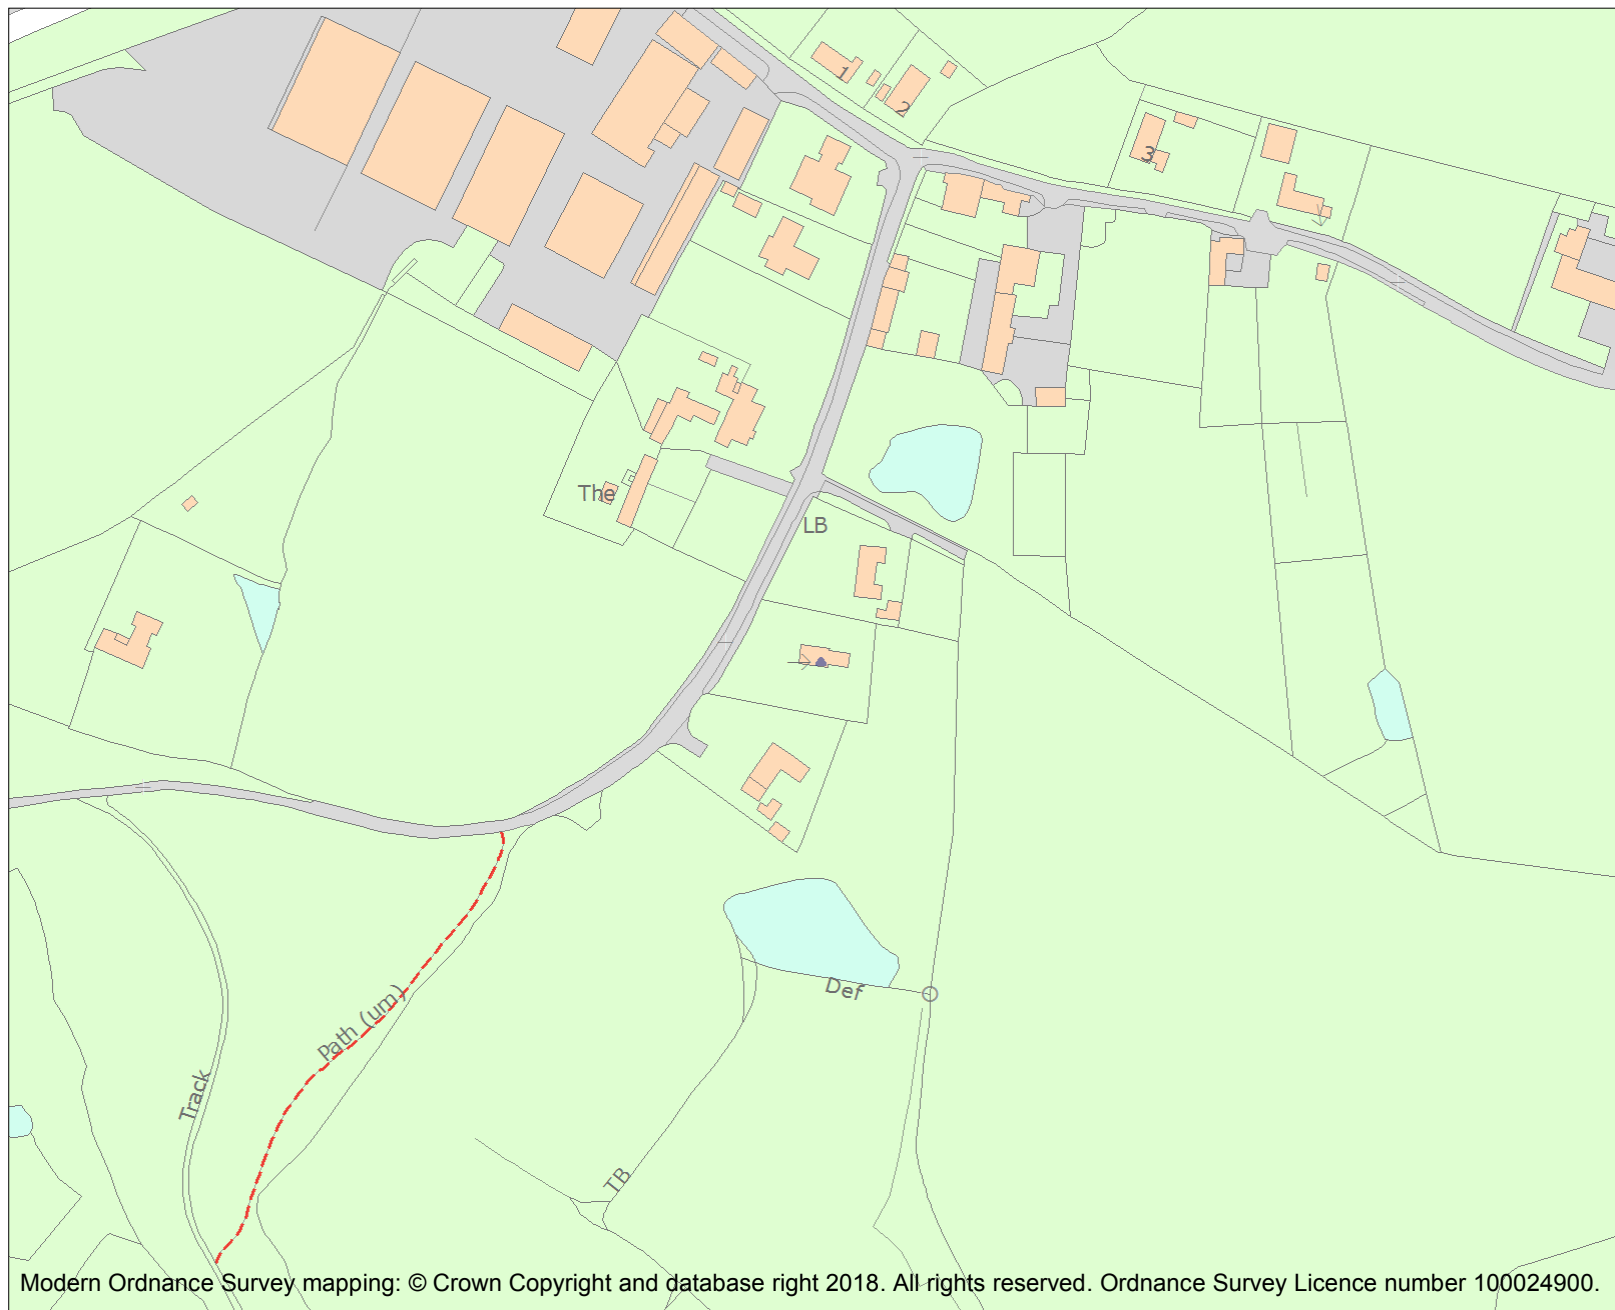 1
2
3
The
LB
Def
Path (um)
Track
TB
Modern Ordnance Survey mapping: © Crown Copyright and database right 2018. All rights reserved. Ordnance Survey Licence number 100024900.